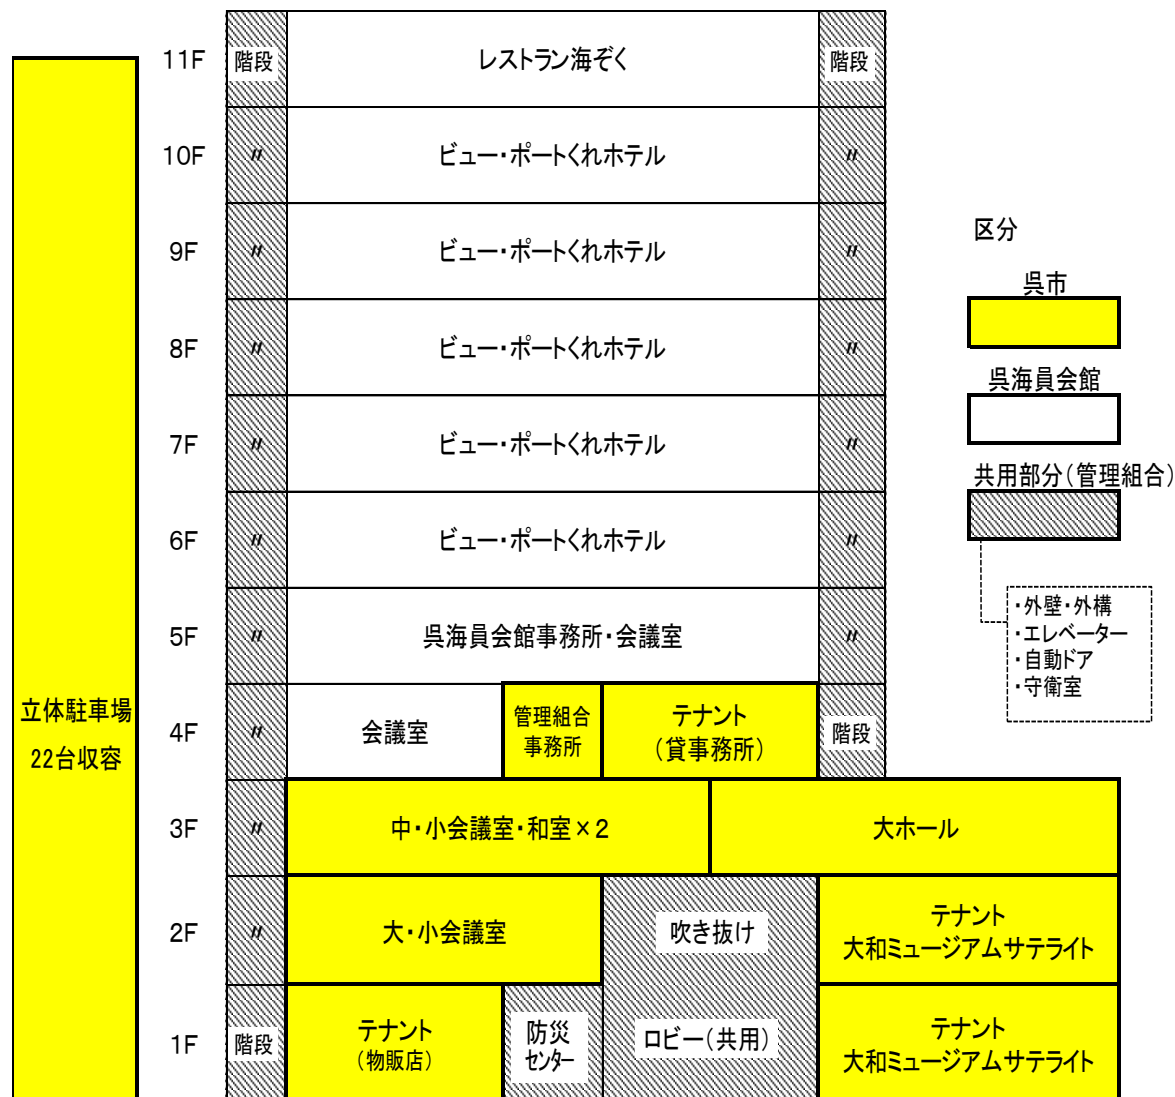 11F
階段
レストラン海ぞく
階段
10F
〃
ビュー・ポートくれホテル
〃
9F
〃
ビュー・ポートくれホテル
〃
8F
〃
ビュー・ポートくれホテル
〃
7F
〃
ビュー・ポートくれホテル
〃
6F
〃
ビュー・ポートくれホテル
〃
5F
〃
呉海員会館事務所・会議室
〃
4F
〃
会議室
管理組合
事務所
テナント
（貸事務所）
階段
3F
〃
中・小会議室・和室×２
大ホール
2F
〃
大・小会議室
吹き抜け
テナント
大和ミュージアムサテライト
1F
階段
テナント
（物販店）
防災
センター
ロビー（共用）
テナント
大和ミュージアムサテライト
立体駐車場
22台収容
区分
呉市
呉海員会館
共用部分（管理組合）
・外壁・外構
・エレベーター
・自動ドア
・守衛室